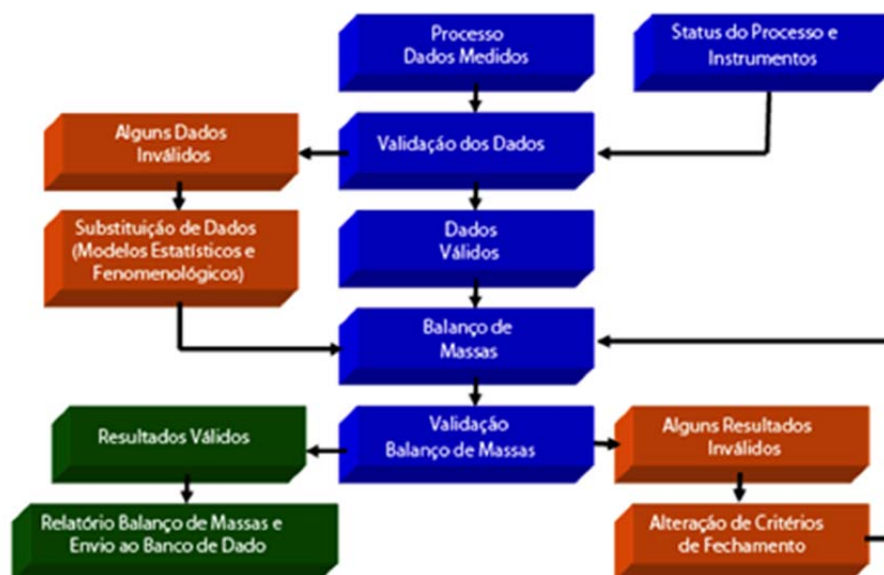 Processo
Dados Medidos
Status do Processo e
Instrumentos
Alguns Dados
Inválidos
Validação dos Dados
Substituição de Dados
(Modelos Estatísticos e
Fenomenológicos)
Dados
Válidos
Balanço de
Massas
Resultados Válidos
Validação
Balanço de Massas
Alguns Resultados
Inválidos
Relatório Balanço de Massas e
Envio ao Banco de Dado
Alteração de Critérios
de Fechamento